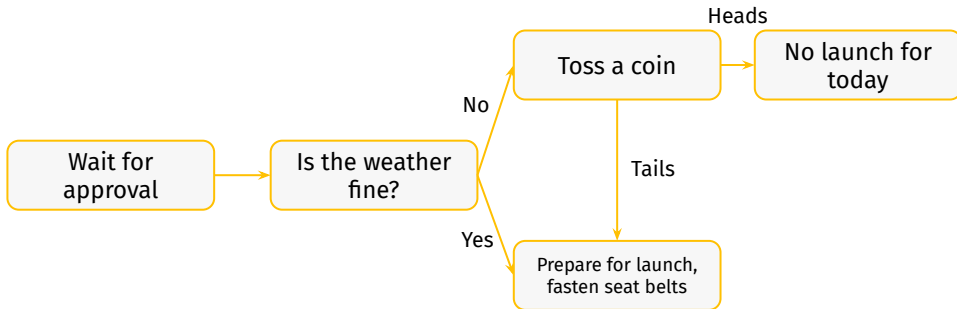 Heads
Toss a coin
No launch for
today
No
Wait for
approval
Is the weather
fine?
Tails
Yes
Prepare for launch,
fasten seat belts